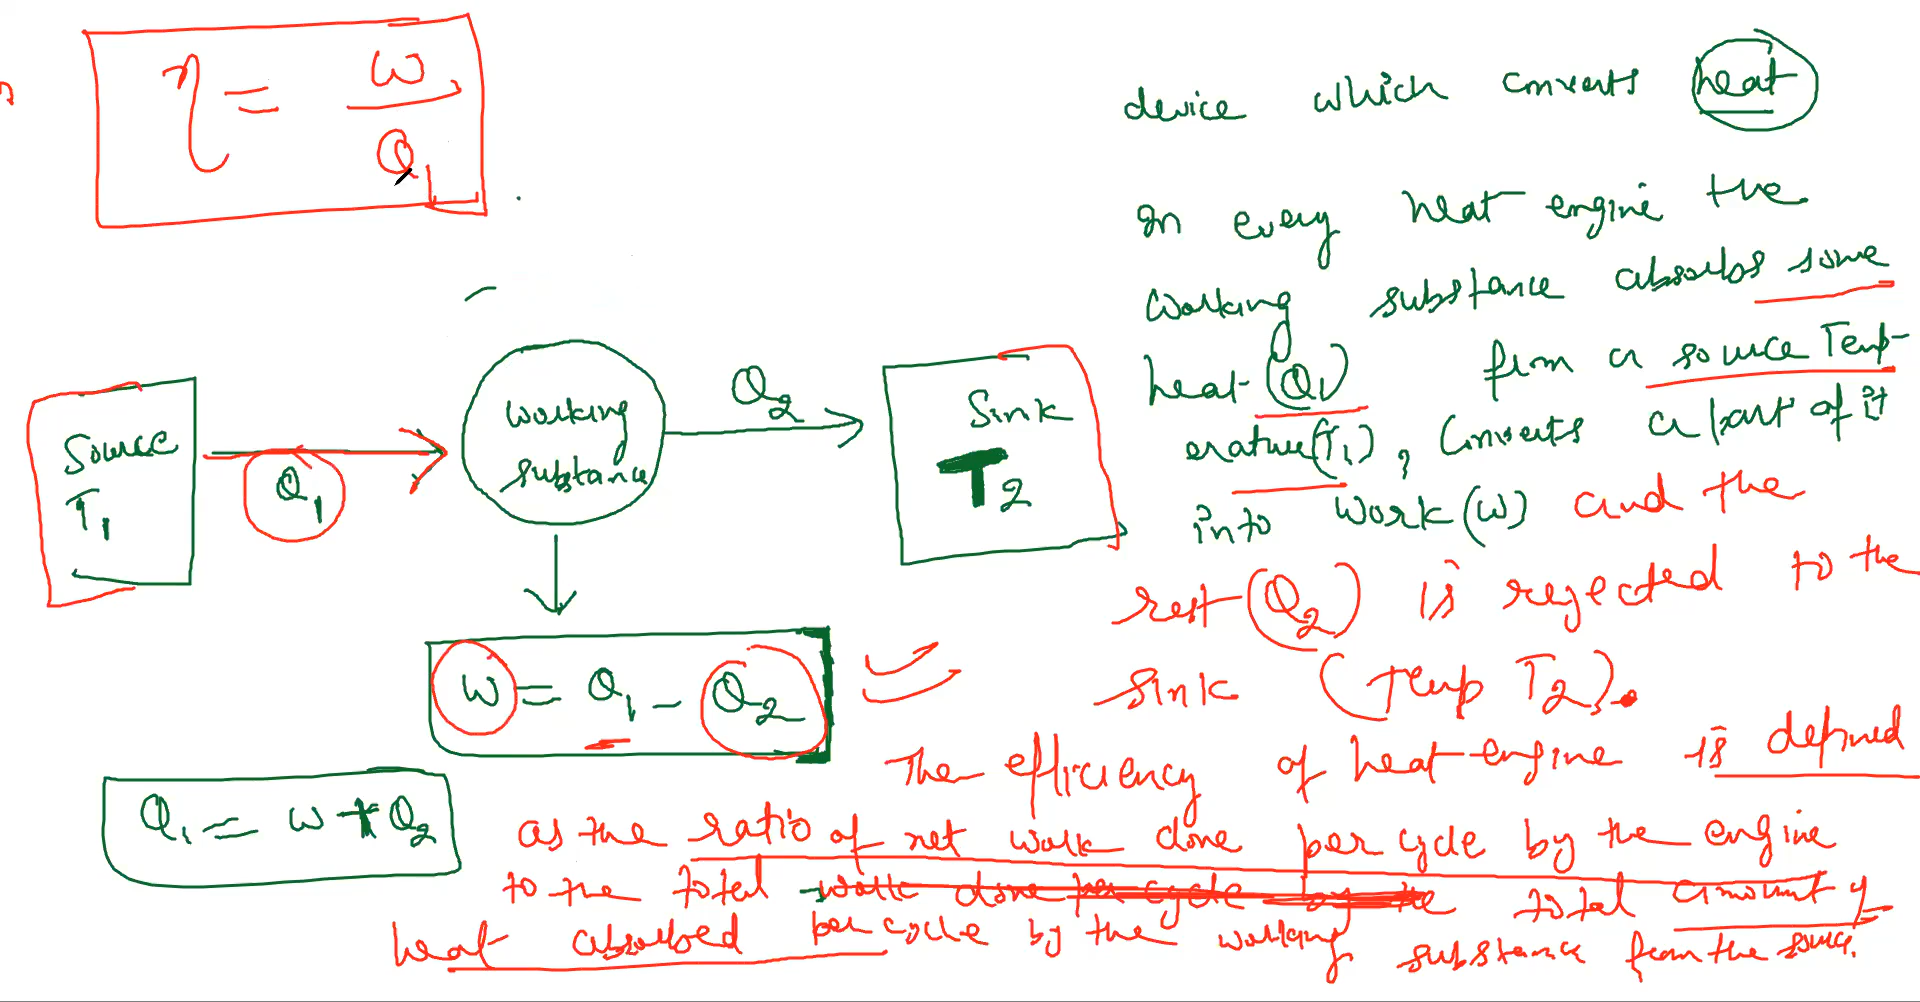 η = W / Q1
device which converts heat
In every heat engine the
working substance absorbs some
heat (Q1) from a source Temp-
erature (T1), Converts a part of it
into work (W) and the
rest (Q2) is rejected to the
sink (Temp T2).
Source
T1
Q1
working
substance
Q2
Sink
T2
W = Q1 - Q2
Q1 = W + Q2
The efficiency of heat engine is defined
as the ratio of net work done per cycle by the engine
to the total work done per cycle by the total amount of
heat absorbed per cycle by the working substance from the source.